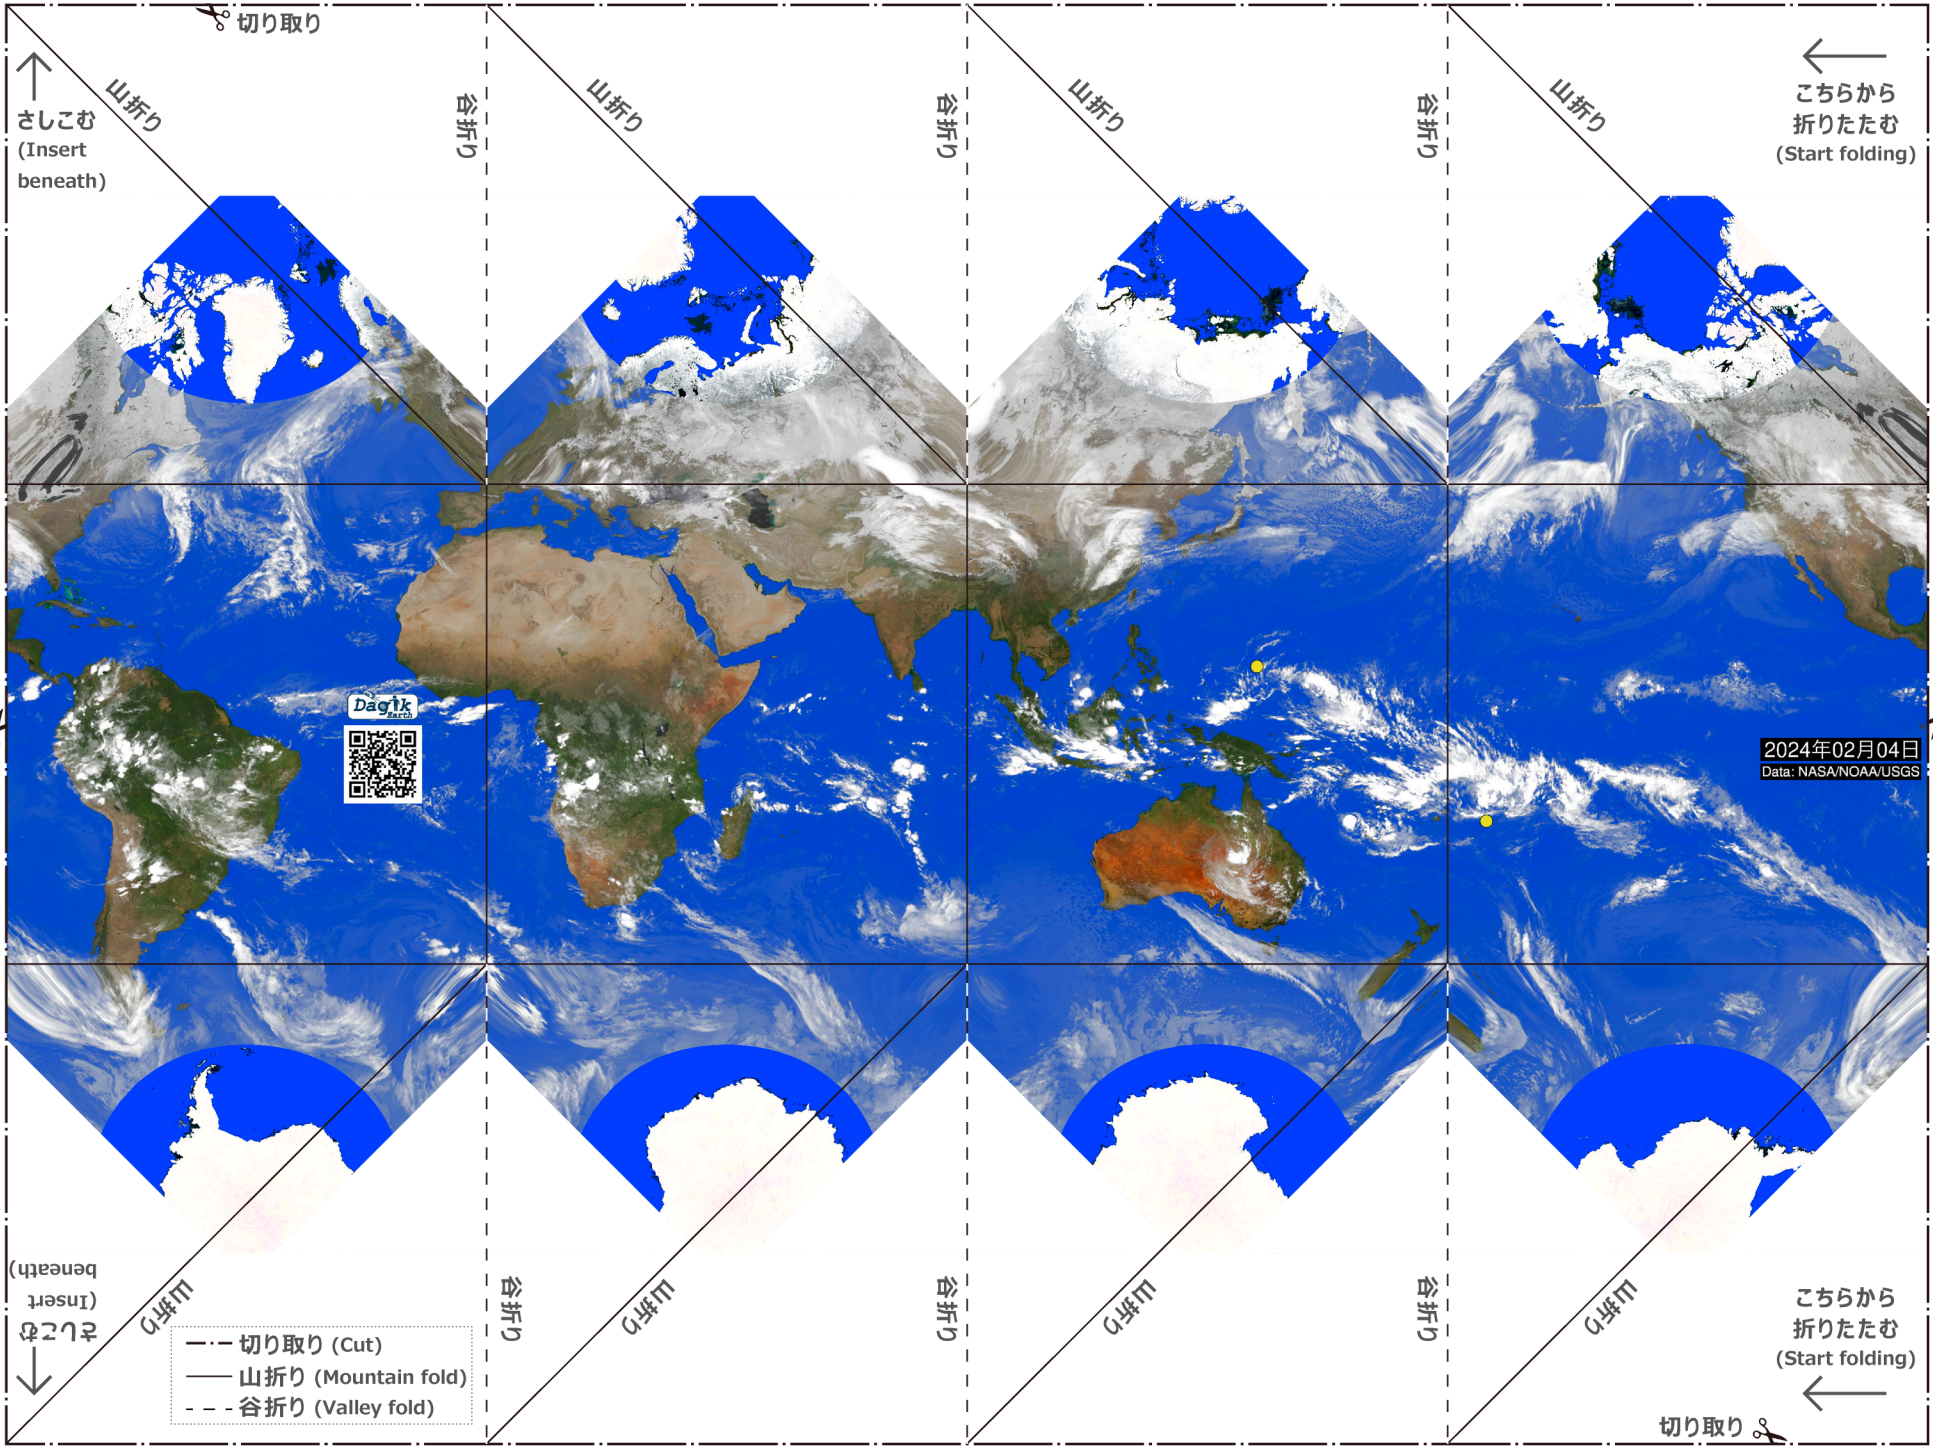 切り取り
さしこむ
(Insert
beneath)
山折り
谷折り
山折り
谷折り
山折り
谷折り
山折り
こちらから
折りたたむ
(Start folding)
Dagik
Earth
2024年02月04日
Data: NASA/NOAA/USGS
さしこむ
(Insert
beneath)
山折り
谷折り
山折り
谷折り
山折り
谷折り
山折り
こちらから
折りたたむ
(Start folding)
切り取り (Cut)
山折り (Mountain fold)
谷折り (Valley fold)
切り取り